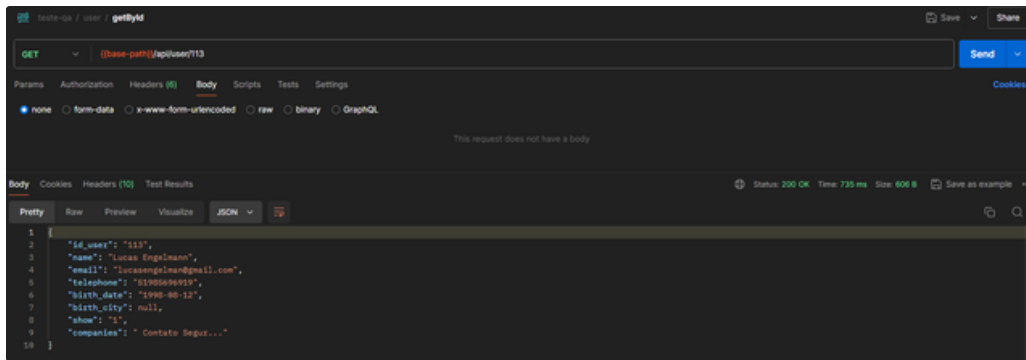 teste-qa / user / getById
Save
Share
GET
{{base-path}}/api/user/113
Send
Params Authorization Headers (6) Body Scripts Tests Settings
Cookies
none form-data x-www-form-urlencoded raw binary GraphQL
This request does not have a body
Body Cookies Headers (10) Test Results
Status: 200 OK Time: 735 ms Size: 606 B Save as example
Pretty Raw Preview Visualize JSON
1 {
2 "id_user": "113",
3 "name": "Lucas Engelmann",
4 "email": "lucasengelman@gmail.com",
5 "telephone": "51985696919",
6 "birth_date": "1998-08-12",
7 "birth_city": null,
8 "show": "1",
9 "companies": " Contato Segur..."
10 }